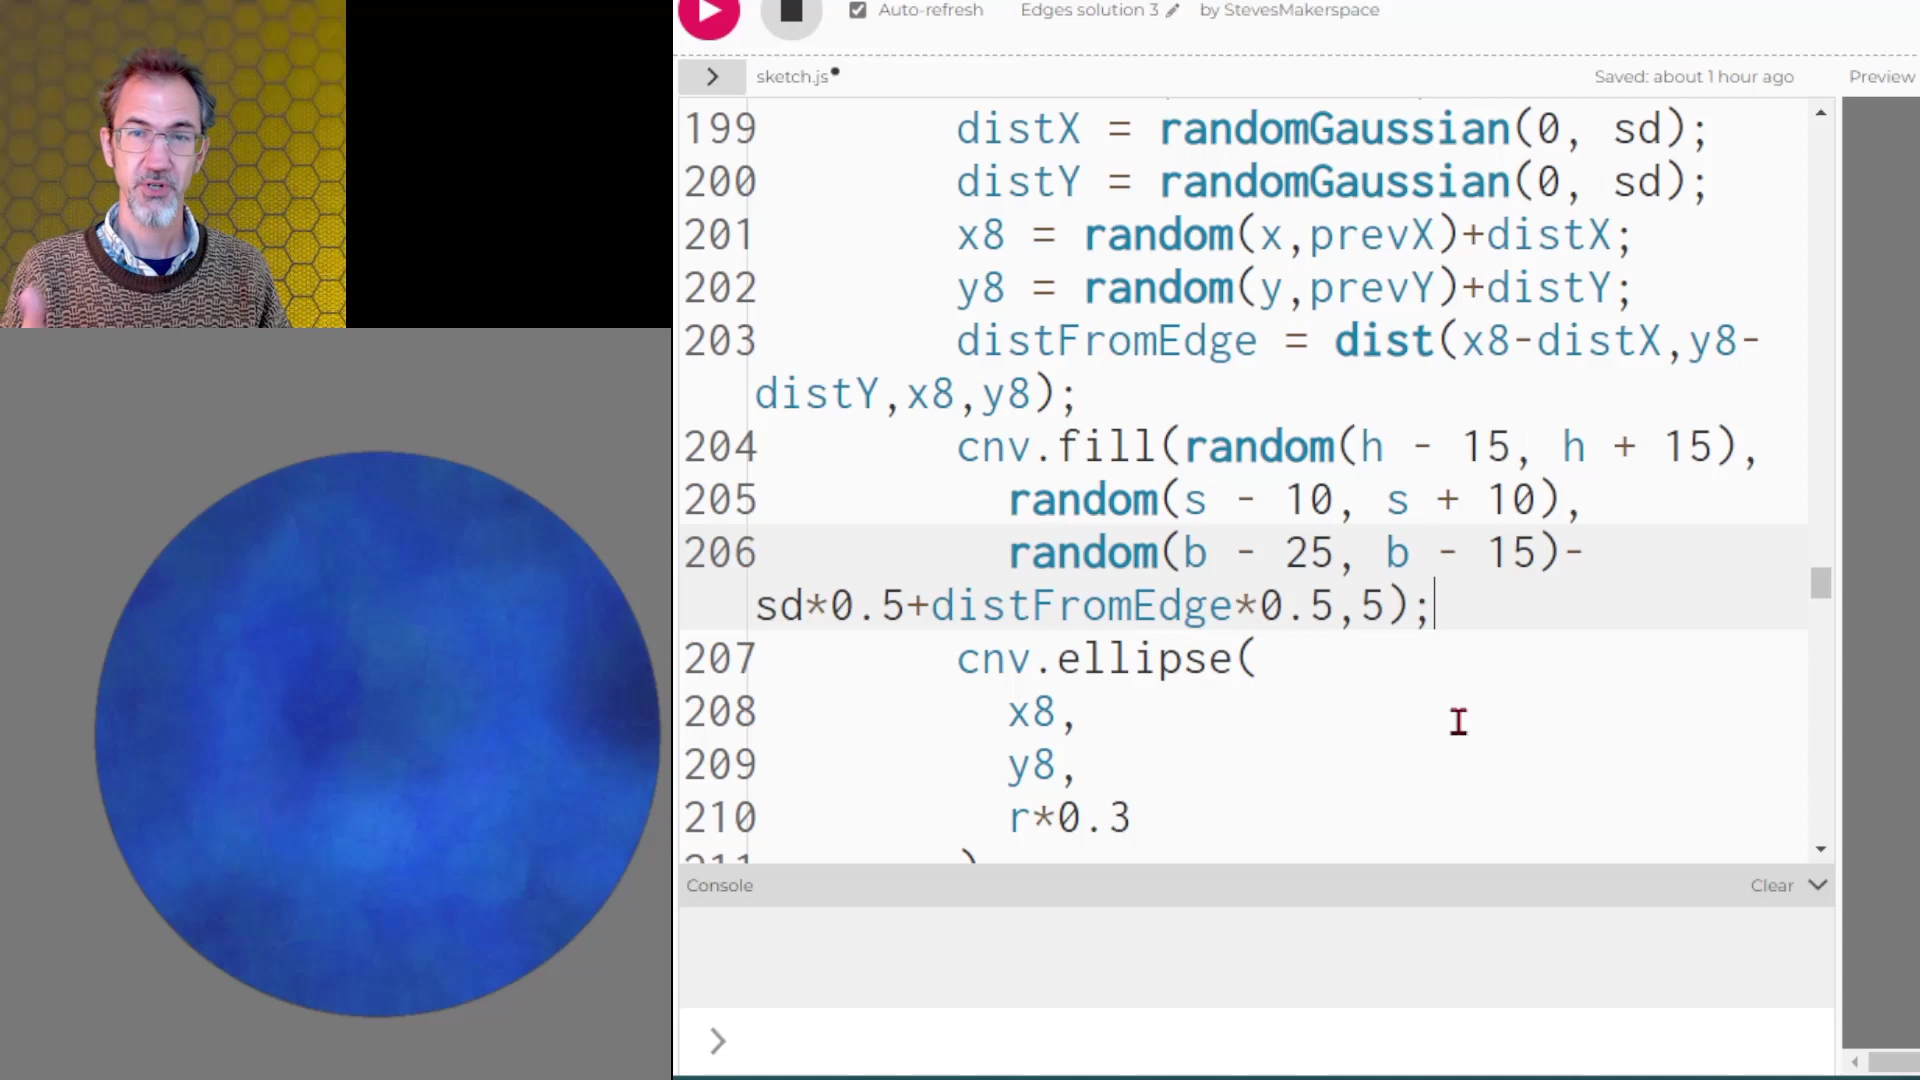 Auto-refresh Edges solution 3 by StevesMakerspace
sketch.js Saved: about 1 hour ago Preview
199 distX = randomGaussian(0, sd);
200 distY = randomGaussian(0, sd);
201 x8 = random(x,prevX)+distX;
202 y8 = random(y,prevY)+distY;
203 distFromEdge = dist(x8-distX,y8-
distY,x8,y8);
204 cnv.fill(random(h - 15, h + 15),
205 random(s - 10, s + 10),
206 random(b - 25, b - 15)-
sd*0.5+distFromEdge*0.5,5);
207 cnv.ellipse(
208 x8,
209 y8,
210 r*0.3
211 )
Console Clear